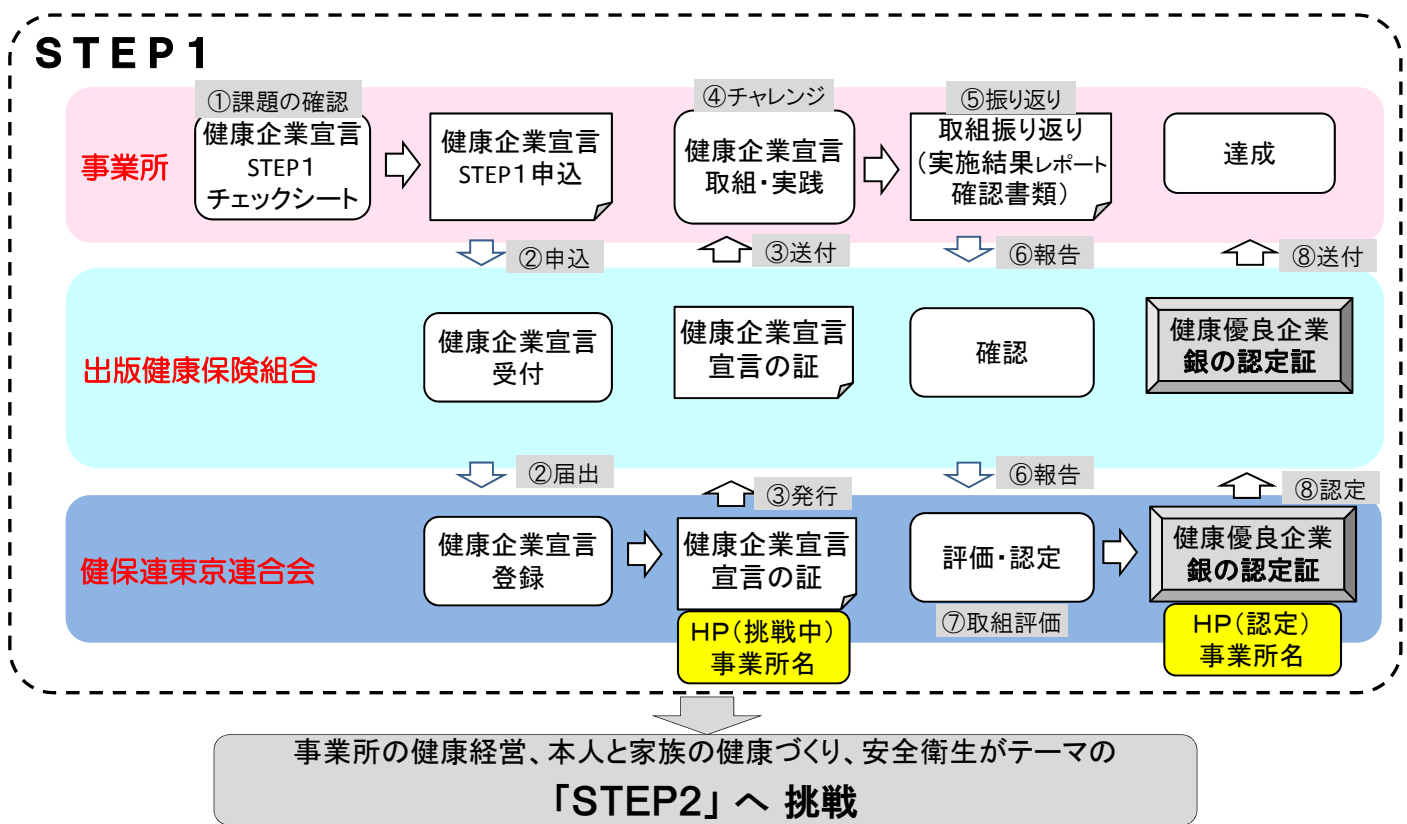 STEP1
①課題の確認
健康企業宣言
STEP1
チェックシート
健康企業宣言
STEP1申込
④チャレンジ
健康企業宣言
取組・実践
⑤振り返り
取組振り返り
(実施結果レポート
確認書類)
達成
事業所
②申込
③送付
⑥報告
⑧送付
出版健康保険組合
健康企業宣言
受付
健康企業宣言
宣言の証
確認
健康優良企業
銀の認定証
②届出
③発行
⑥報告
⑧認定
健保連東京連合会
健康企業宣言
登録
健康企業宣言
宣言の証
HP(挑戦中)
事業所名
評価・認定
⑦取組評価
健康優良企業
銀の認定証
HP(認定)
事業所名
事業所の健康経営、本人と家族の健康づくり、安全衛生がテーマの
「STEP2」へ 挑戦